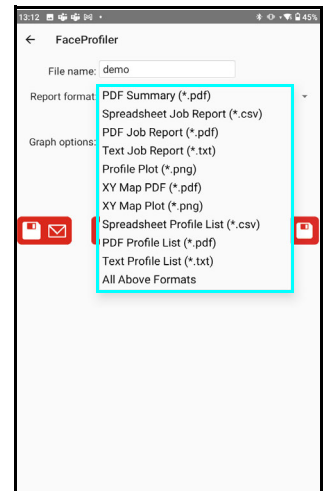 13:12 45%
FaceProfiler
File name: demo
Report format:
PDF Summary (*.pdf)
Spreadsheet Job Report (*.csv)
PDF Job Report (*.pdf)
Graph options:
Text Job Report (*.txt)
Profile Plot (*.png)
XY Map PDF (*.pdf)
XY Map Plot (*.png)
Spreadsheet Profile List (*.csv)
PDF Profile List (*.pdf)
Text Profile List (*.txt)
All Above Formats